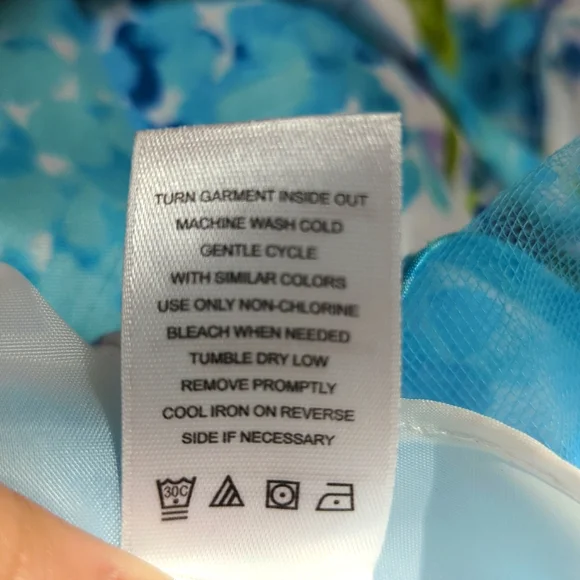 TURN GARMENT INSIDE OUT
MACHINE WASH COLD
GENTLE CYCLE
WITH SIMILAR COLORS
USE ONLY NON-CHLORINE
BLEACH WHEN NEEDED
TUMBLE DRY LOW
REMOVE PROMPTLY
COOL IRON ON REVERSE
SIDE IF NECESSARY
30C